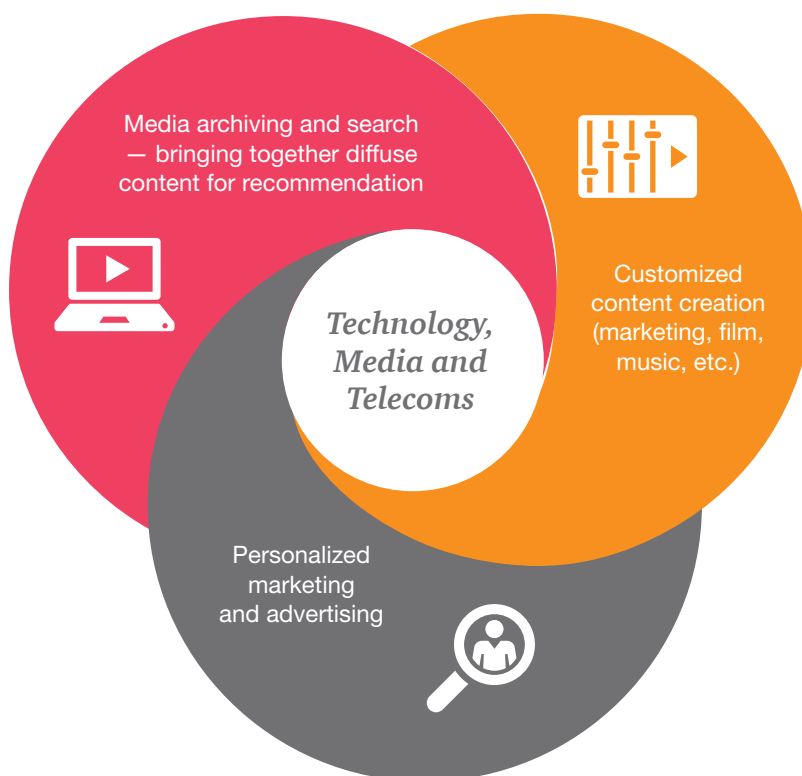 Media archiving and search
— bringing together diffuse
content for recommendation
Customized
content creation
(marketing, film,
music, etc.)
Technology,
Media and
Telecoms
Personalized
marketing
and advertising